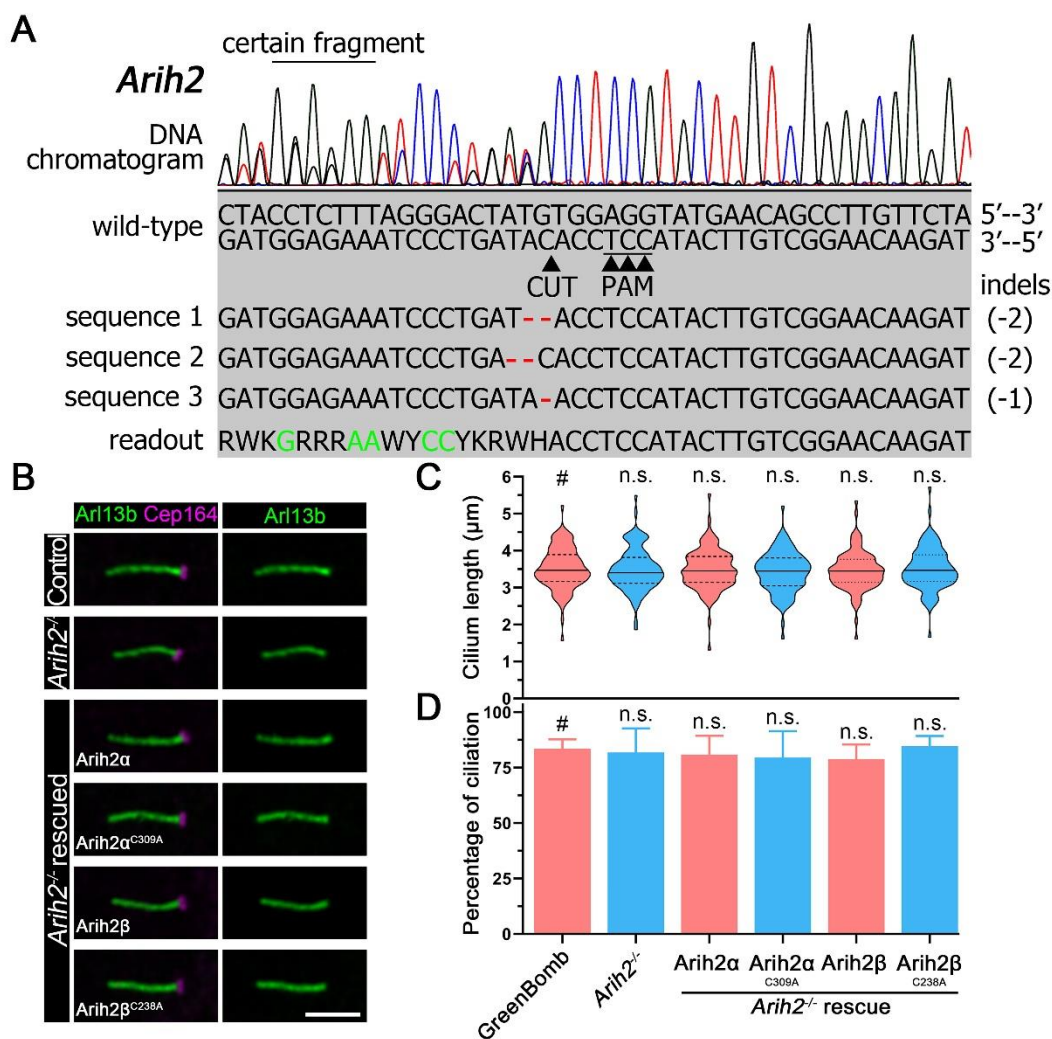 A
certain fragment
Arih2
DNA
chromatogram
wild-type
CTACCTCTTTAGGGACTATGTGGAGGTATGAACAGCCTTGTTCTA 5′--3′
GATGGAGAAATCCCTGATACACCTCCATACTTGTCGGAACAAGAT 3′--5′
CUT PAM indels
sequence 1 GATGGAGAAATCCCTGAT--ACCTCCATACTTGTCGGAACAAGAT (-2)
sequence 2 GATGGAGAAATCCCTGA--CACCTCCATACTTGTCGGAACAAGAT (-2)
sequence 3 GATGGAGAAATCCCTGATA-ACCTCCATACTTGTCGGAACAAGAT (-1)
readout RWKGRRRAAWYCCYKRWHACCTCCATACTTGTCGGAACAAGAT
B
Arl13b Cep164 Arl13b
Control
Arih2-/-
Arih2-/- rescued
Arih2α
Arih2αC309A
Arih2β
Arih2βC238A
C
Cilium length (µm)
6
5
4
3
2
1
0
# n.s. n.s. n.s. n.s. n.s.
D
Percentage of ciliation
100
75
50
25
0
# n.s. n.s. n.s. n.s. n.s.
GreenBomb Arih2-/- Arih2α Arih2α C309A Arih2β Arih2β C238A
Arih2-/- rescue